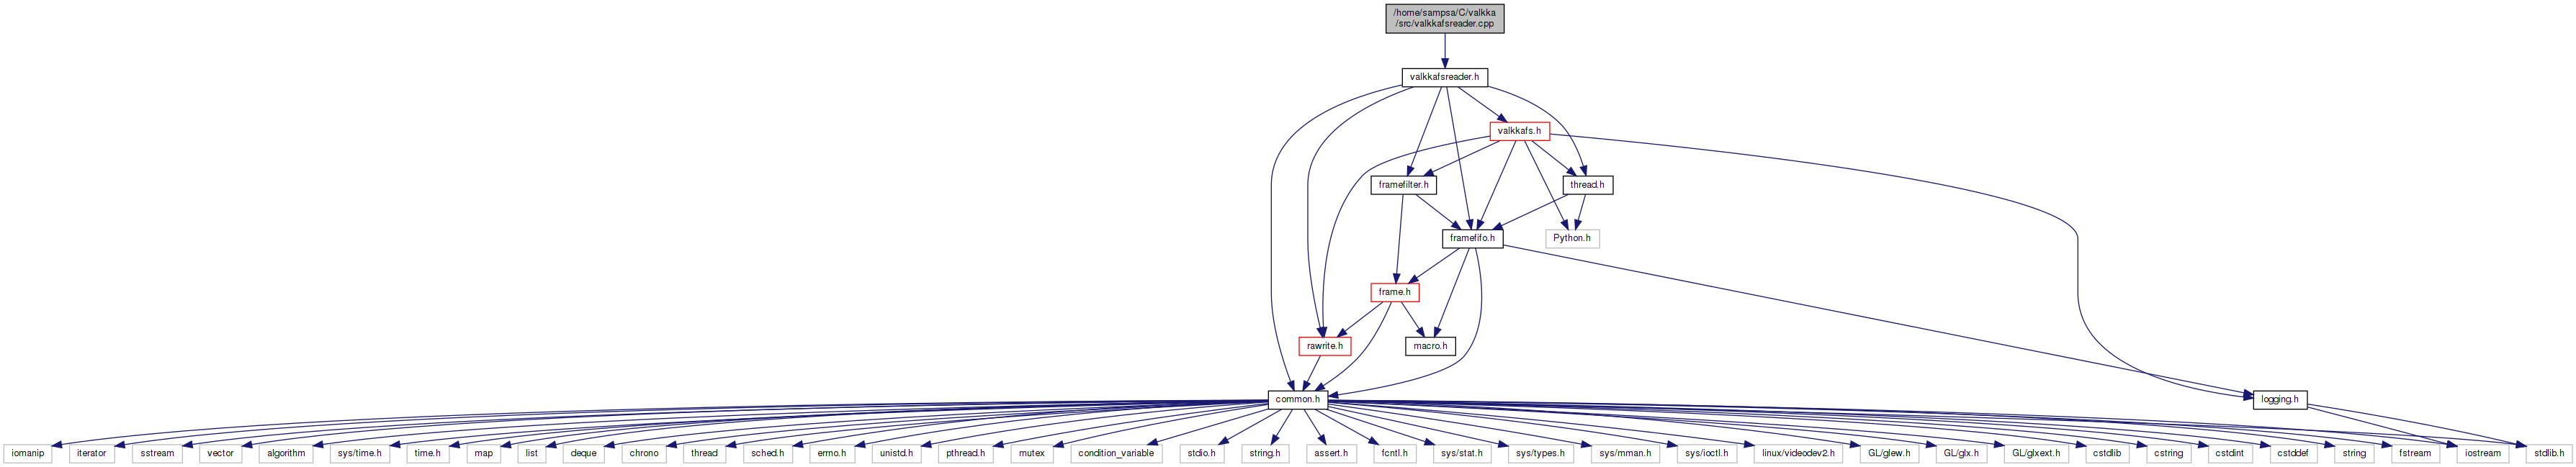 /home/sampsa/C/valkka
/src/valkkafsreader.cpp
valkkafsreader.h
valkkafs.h
framefilter.h
thread.h
framefifo.h
Python.h
frame.h
rawrite.h
macro.h
common.h
logging.h
iomanip
iterator
sstream
vector
algorithm
sys/time.h
time.h
map
list
deque
chrono
thread
sched.h
errno.h
unistd.h
pthread.h
mutex
condition_variable
stdio.h
string.h
assert.h
fcntl.h
sys/stat.h
sys/types.h
sys/mman.h
sys/ioctl.h
linux/videodev2.h
GL/glew.h
GL/glx.h
GL/glxext.h
cstdlib
cstring
cstdint
cstddef
string
fstream
iostream
stdlib.h